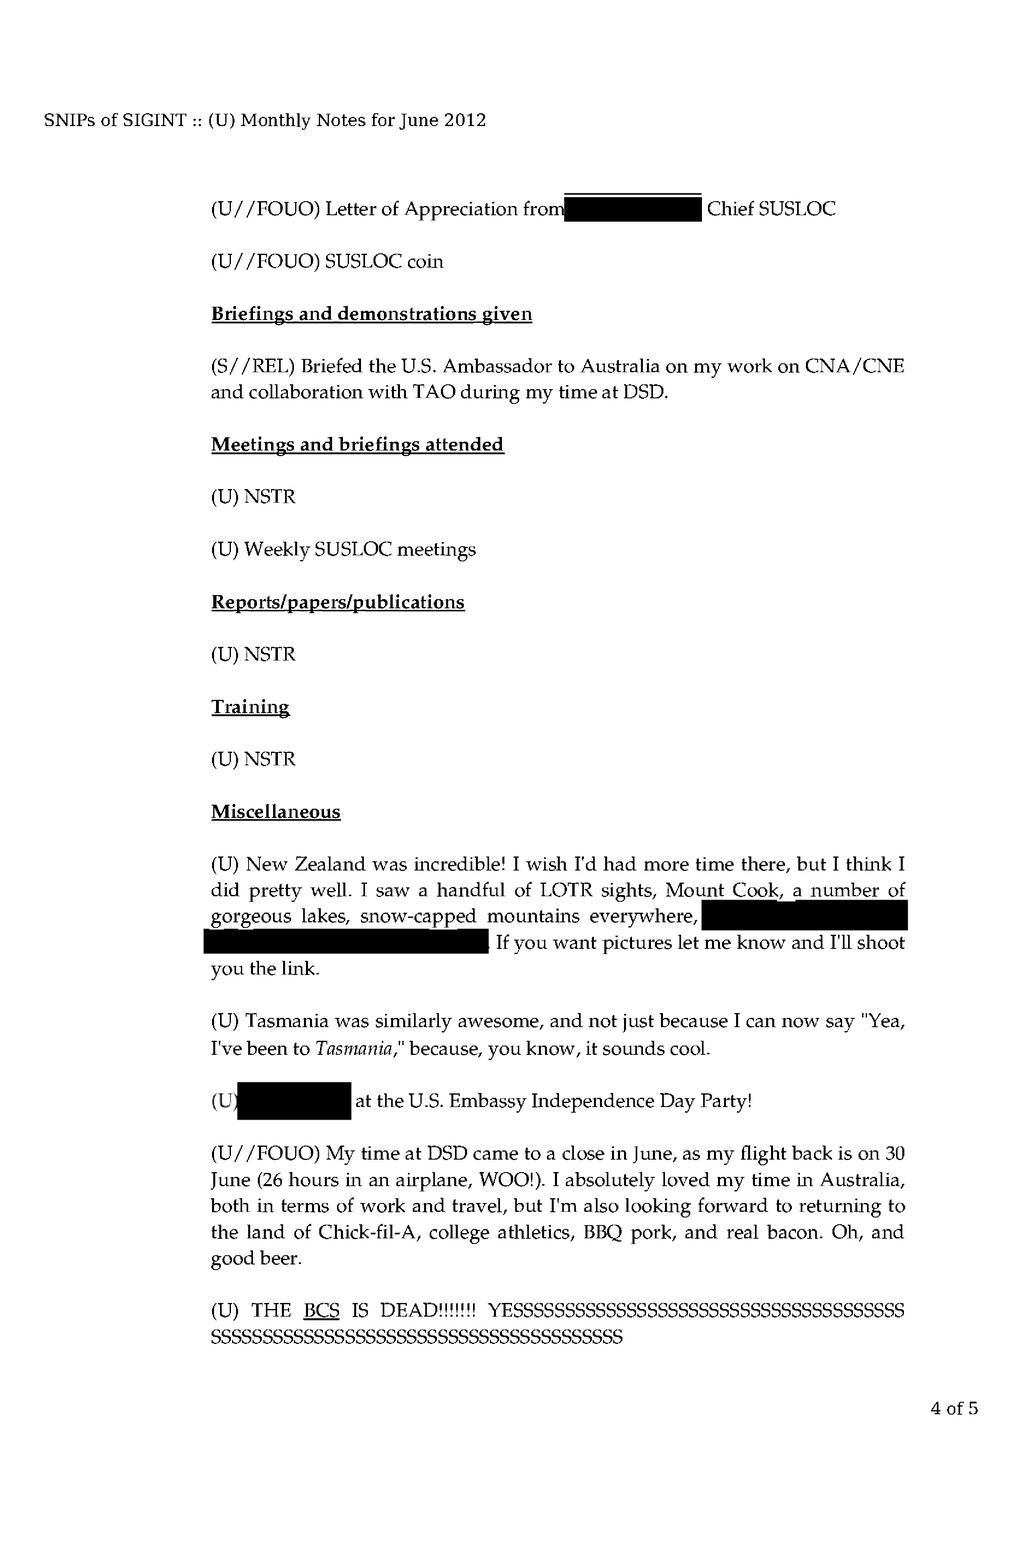 SNIPs of SIGINT :: (U) Monthly Notes for June 2012
(U//FOUO) Letter of Appreciation from Chief SUSLOC
(U//FOUO) SUSLOC coin
Briefings and demonstrations given
(S//REL) Briefed the U.S. Ambassador to Australia on my work on CNA/CNE
and collaboration with TAO during my time at DSD.
Meetings and briefings attended
(U) NSTR
(U) Weekly SUSLOC meetings
Reports/papers/publications
(U) NSTR
Training
(U) NSTR
Miscellaneous
(U) New Zealand was incredible! I wish I'd had more time there, but I think I
did pretty well. I saw a handful of LOTR sights, Mount Cook, a number of
gorgeous lakes, snow-capped mountains everywhere,
. If you want pictures let me know and I'll shoot
you the link.
(U) Tasmania was similarly awesome, and not just because I can now say "Yea,
I've been to Tasmania," because, you know, it sounds cool.
(U) at the U.S. Embassy Independence Day Party!
(U//FOUO) My time at DSD came to a close in June, as my flight back is on 30
June (26 hours in an airplane, WOO!). I absolutely loved my time in Australia,
both in terms of work and travel, but I'm also looking forward to returning to
the land of Chick-fil-A, college athletics, BBQ pork, and real bacon. Oh, and
good beer.
(U) THE BCS IS DEAD!!!!!!! YESSSSSSSSSSSSSSSSSSSSSSSSSSSSSSSSSSSSSS
SSSSSSSSSSSSSSSSSSSSSSSSSSSSSSSSSSSSSSSS
4 of 5